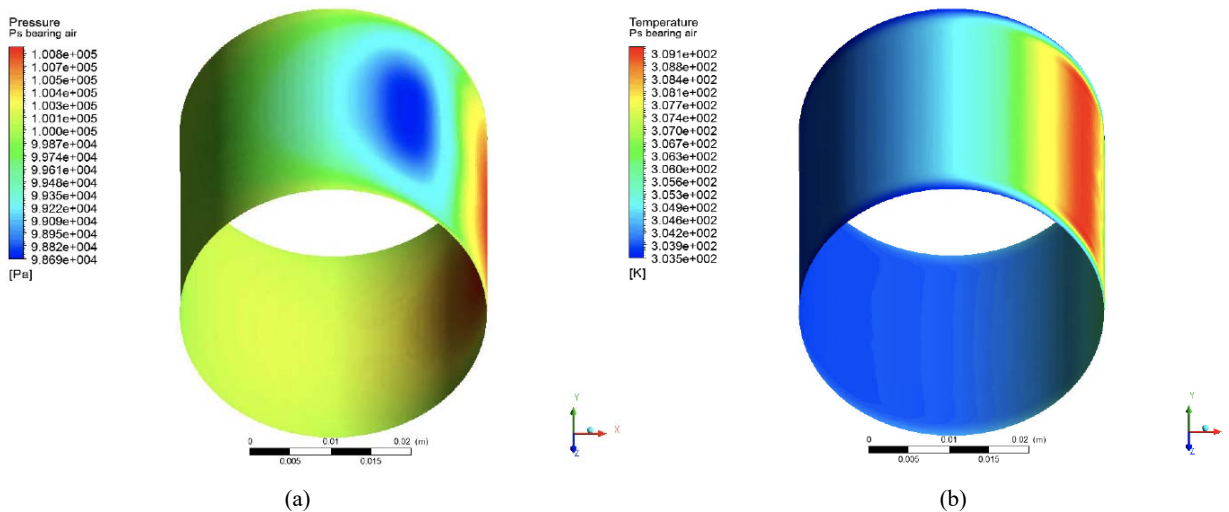 Pressure
Ps bearing air
1.008e+005
1.007e+005
1.005e+005
1.004e+005
1.003e+005
1.001e+005
1.000e+005
9.987e+004
9.974e+004
9.961e+004
9.948e+004
9.935e+004
9.922e+004
9.909e+004
9.895e+004
9.882e+004
9.869e+004
[Pa]
0 0.01 0.02 (m)
0.005 0.015
Y
X
Z
(a)
Temperature
Ps bearing air
3.091e+002
3.088e+002
3.084e+002
3.081e+002
3.077e+002
3.074e+002
3.070e+002
3.067e+002
3.063e+002
3.060e+002
3.056e+002
3.053e+002
3.049e+002
3.046e+002
3.042e+002
3.039e+002
3.035e+002
[K]
0 0.01 0.02 (m)
0.005 0.015
Y
Z
(b)